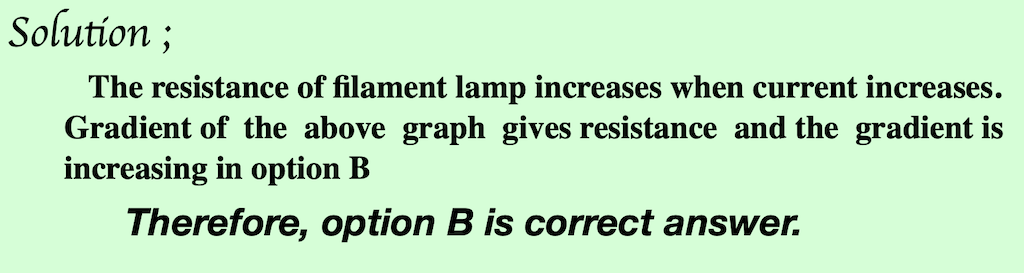 Solution ;
The resistance of filament lamp increases when current increases.
Gradient of the above graph gives resistance and the gradient is
increasing in option B
Therefore, option B is correct answer.